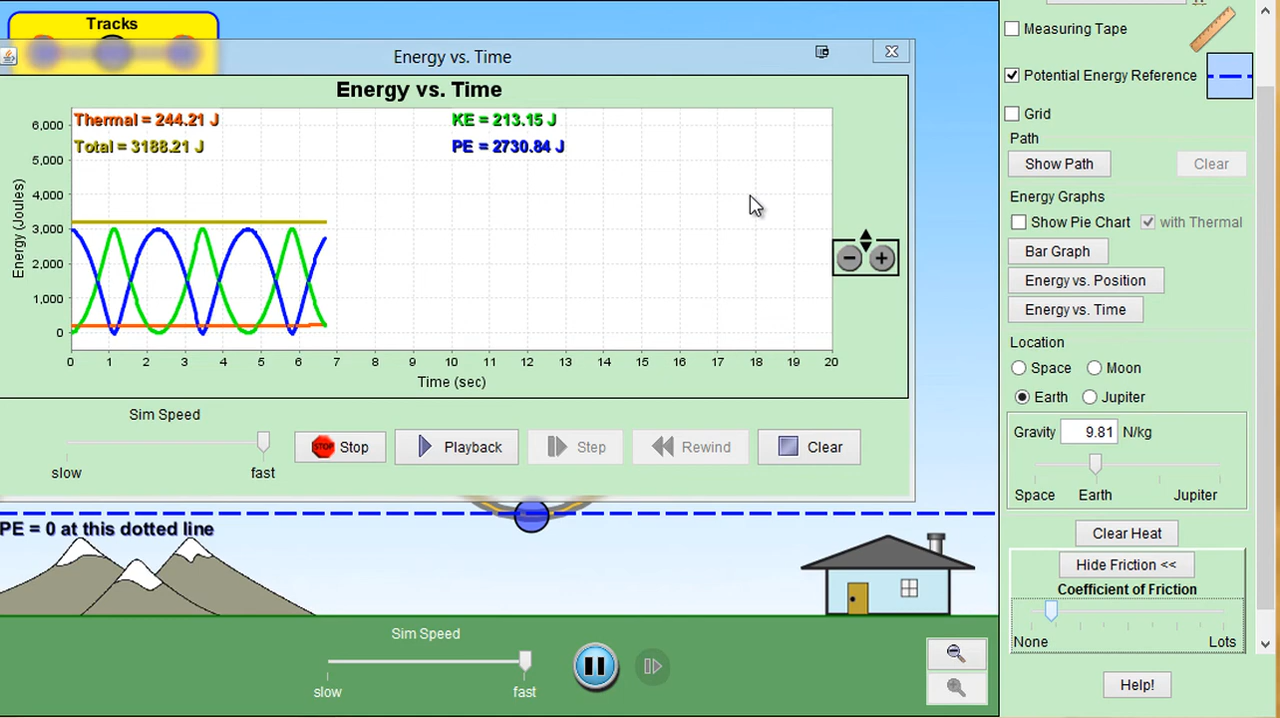 Tracks
Energy vs. Time
Energy vs. Time
Thermal = 244.21 J
KE = 213.15 J
Total = 3188.21 J
PE = 2730.84 J
Energy (Joules)
6,000
5,000
4,000
3,000
2,000
1,000
0
0 1 2 3 4 5 6 7 8 9 10 11 12 13 14 15 16 17 18 19 20
Time (sec)
Sim Speed
slow fast
STOP Stop
Playback
Step
Rewind
Clear
PE = 0 at this dotted line
Sim Speed
slow fast
Measuring Tape
Potential Energy Reference
Grid
Path
Show Path
Clear
Energy Graphs
Show Pie Chart
with Thermal
Bar Graph
Energy vs. Position
Energy vs. Time
Location
Space
Moon
Earth
Jupiter
Gravity 9.81 N/kg
Space Earth Jupiter
Clear Heat
Hide Friction <<
Coefficient of Friction
None Lots
Help!